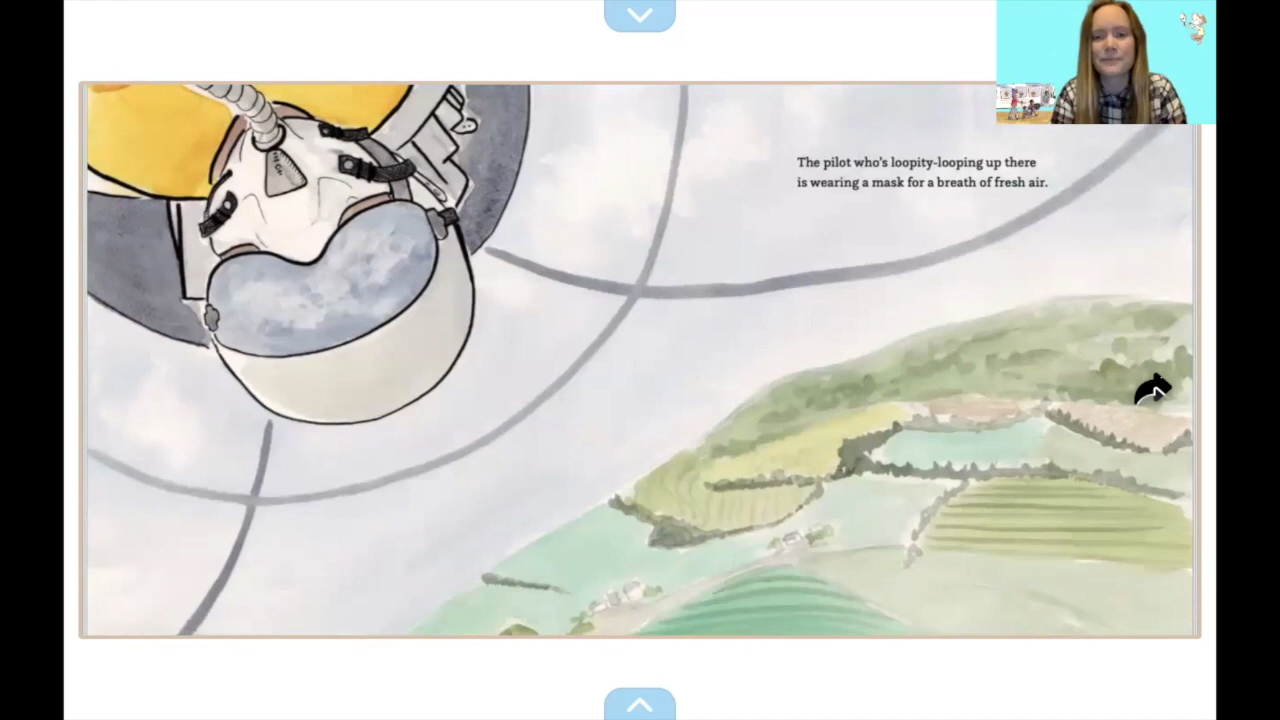 The pilot who's loopity-looping up there
is wearing a mask for a breath of fresh air.